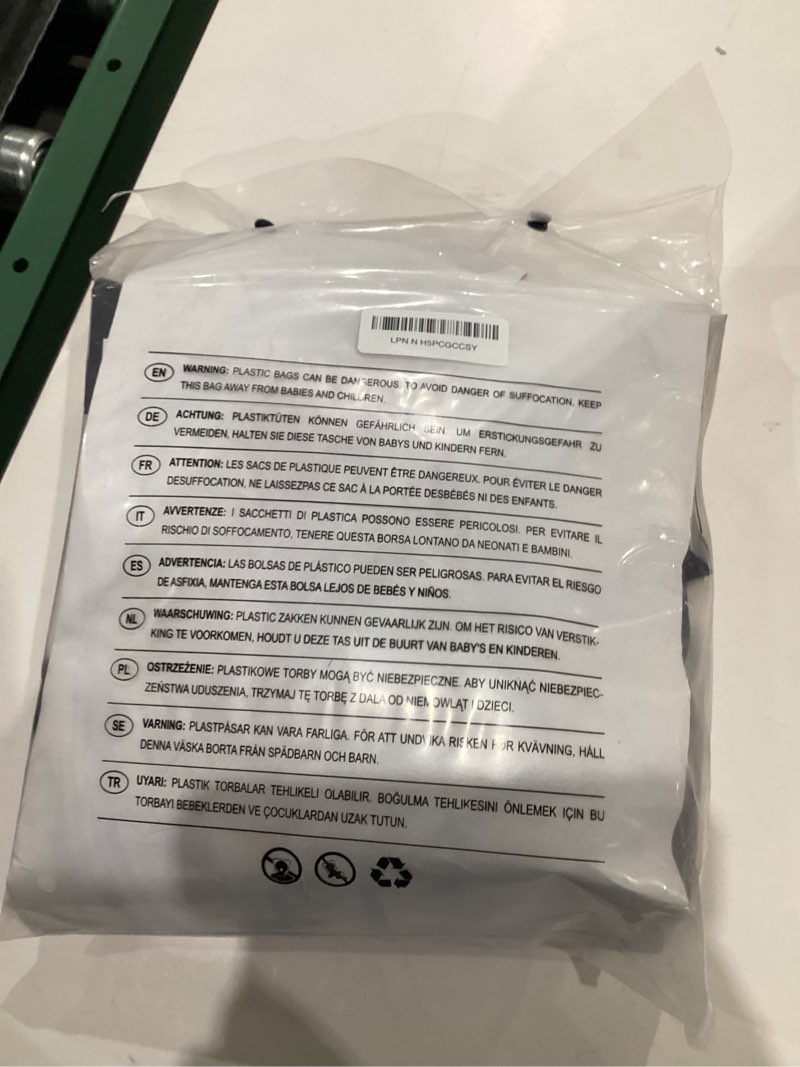 LPN N H5PCGCCSY
EN WARNING: PLASTIC BAGS CAN BE DANGEROUS. TO AVOID DANGER OF SUFFOCATION, KEEP
THIS BAG AWAY FROM BABIES AND CHILDREN.
DE ACHTUNG: PLASTIKTÜTEN KÖNNEN GEFÄHRLICH SEIN. UM ERSTICKUNGSGEFAHR ZU
VERMEIDEN, HALTEN SIE DIESE TASCHE VON BABYS UND KINDERN FERN.
FR ATTENTION: LES SACS DE PLASTIQUE PEUVENT ÊTRE DANGEREUX. POUR ÉVITER LE DANGER
DESUFFOCATION, NE LAISSEZPAS CE SAC À LA PORTÉE DESBÉBÉS NI DES ENFANTS.
IT AVVERTENZE: I SACCHETTI DI PLASTICA POSSONO ESSERE PERICOLOSI. PER EVITARE IL
RISCHIO DI SOFFOCAMENTO, TENERE QUESTA BORSA LONTANO DA NEONATI E BAMBINI.
ES ADVERTENCIA: LAS BOLSAS DE PLÁSTICO PUEDEN SER PELIGROSAS. PARA EVITAR EL RIESGO
DE ASFIXIA, MANTENGA ESTA BOLSA LEJOS DE BEBÉS Y NIÑOS.
NL WAARSCHUWING: PLASTIC ZAKKEN KUNNEN GEVAARLIJK ZIJN. OM HET RISICO VAN VERSTIK-
KING TE VOORKOMEN, HOUDT U DEZE TAS UIT DE BUURT VAN BABY'S EN KINDEREN.
PL OSTRZEŻENIE: PLASTIKOWE TORBY MOGĄ BYĆ NIEBEZPIECZNE. ABY UNIKNĄĆ NIEBEZPIEC-
ZEŃSTWA UDUSZENIA, TRZYMAJ TĘ TORBĘ Z DALA OD NIEMOWLĄT I DZIECI.
SE VARNING: PLASTPÅSAR KAN VARA FARLIGA. FÖR ATT UNDVIKA RISKEN FÖR KVÄVNING, HÅLL
DENNA VÄSKA BORTA FRÅN SPÄDBARN OCH BARN.
TR UYARI: PLASTIK TORBALAR TEHLIKELI OLABILIR. BOĞULMA TEHLIKESINI ÖNLEMEK IÇIN BU
TORBAYI BEBEKLERDEN VE ÇOCUKLARDAN UZAK TUTUN.